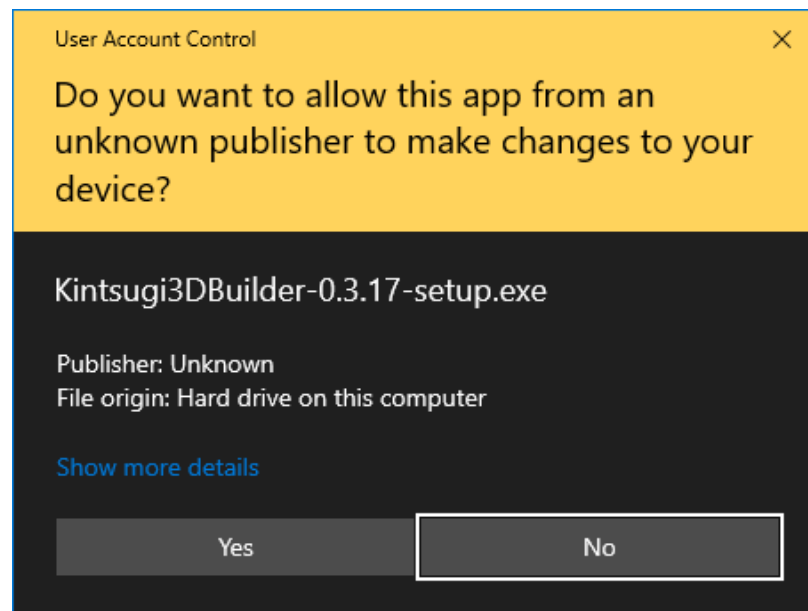 User Account Control
Do you want to allow this app from an
unknown publisher to make changes to your
device?
Kintsugi3DBuilder-0.3.17-setup.exe
Publisher: Unknown
File origin: Hard drive on this computer
Show more details
Yes No